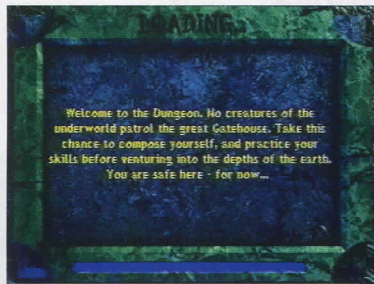 LOADING...
Welcome to the Dungeon. No creatures of the
underworld patrol the great Gatehouse. Take this
chance to compose yourself, and practice your
skills before venturing into the depths of the earth.
You are safe here - for now...